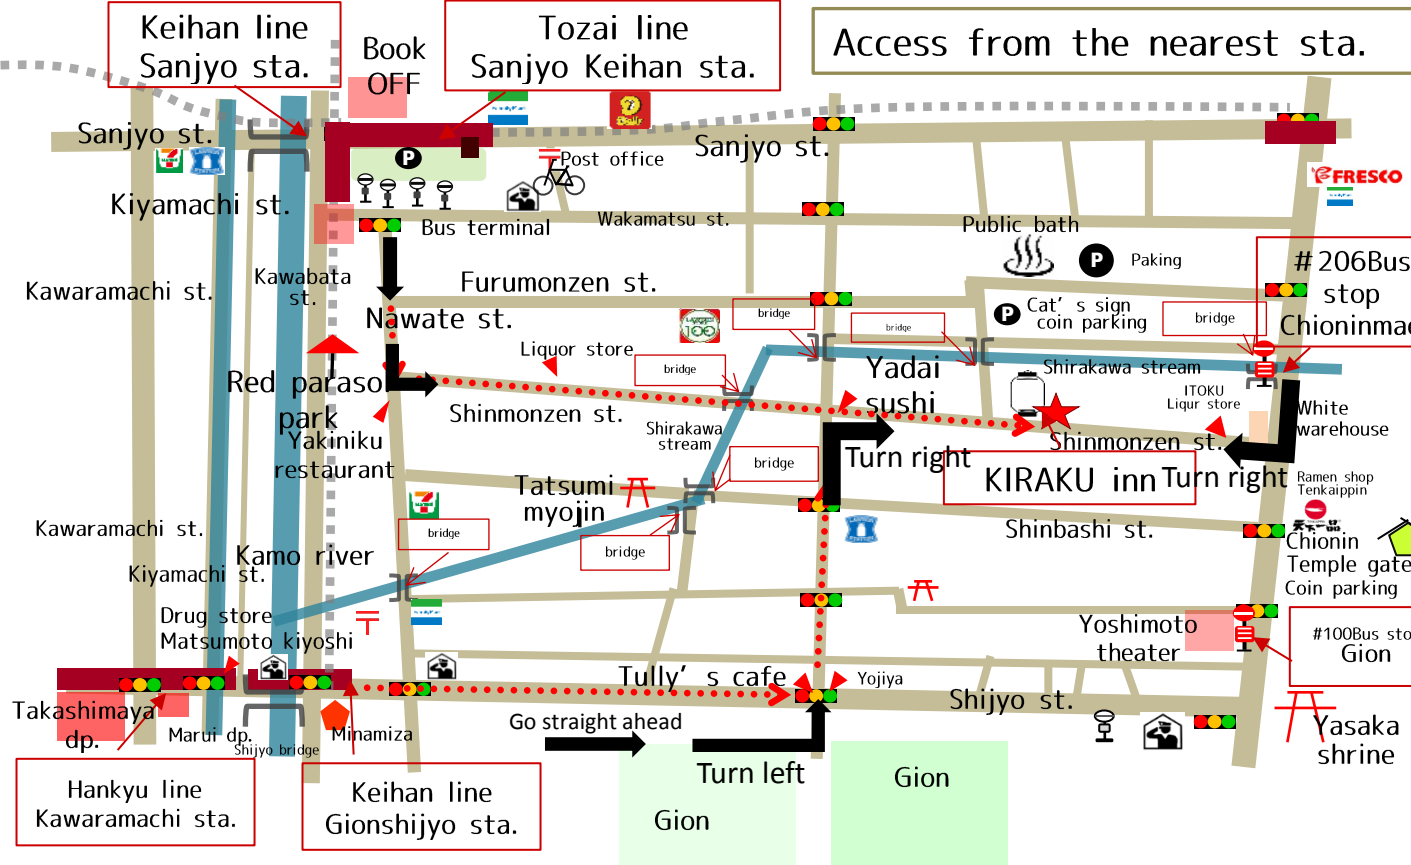 Keihan line
Sanjyo sta.
Book
OFF
Tozai line
Sanjyo Keihan sta.
Access from the nearest sta.
Sanjyo st.
P
Post office
Sanjyo st.
FRESCO
Kiyamachi st.
Bus terminal
Wakamatsu st.
Public bath
P
Paking
#206Bus
stop
Chioninmae
Kawaramachi st.
Kawabata
st.
Furumonzen st.
Nawate st.
100
bridge
bridge
P
Cat's sign
coin parking
bridge
Liquor store
bridge
Yadai
sushi
Shirakawa stream
Red parasol
park
Shinmonzen st.
ITOKU
Liqur store
White
warehouse
Yakiniku
restaurant
Shirakawa
stream
Shinmonzen st.
Turn right
KIRAKU inn
Turn right
bridge
Tatsumi
myojin
Ramen shop
Tenkaippin
天下一品
Kawaramachi st.
bridge
Shinbashi st.
Chionin
Temple gate
Coin parking
Kamo river
bridge
Kiyamachi st.
Drug store
Matsumoto kiyoshi
Yoshimoto
theater
#100Bus sto
Gion
Tully's cafe
Yojiya
Shijyo st.
Takashimaya
dp.
Marui dp.
Shijyo bridge
Minamiza
Go straight ahead
Turn left
Yasaka
shrine
Hankyu line
Kawaramachi sta.
Keihan line
Gionshijyo sta.
Gion
Gion